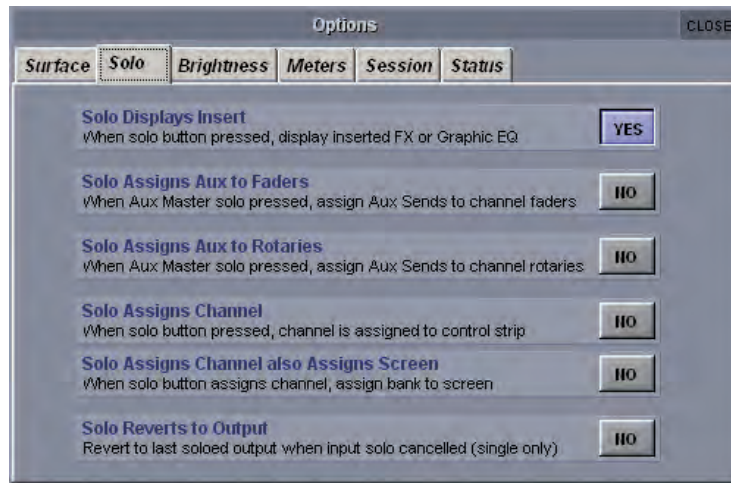 Options
CLOSE
Surface Solo Brightness Meters Session Status
Solo Displays Insert
When solo button pressed, display inserted FX or Graphic EQ
YES
Solo Assigns Aux to Faders
When Aux Master solo pressed, assign Aux Sends to channel faders
NO
Solo Assigns Aux to Rotaries
When Aux Master solo pressed, assign Aux Sends to channel rotaries
NO
Solo Assigns Channel
When solo button pressed, channel is assigned to control strip
NO
Solo Assigns Channel also Assigns Screen
When solo button assigns channel, assign bank to screen
NO
Solo Reverts to Output
Revert to last soloed output when input solo cancelled (single only)
NO